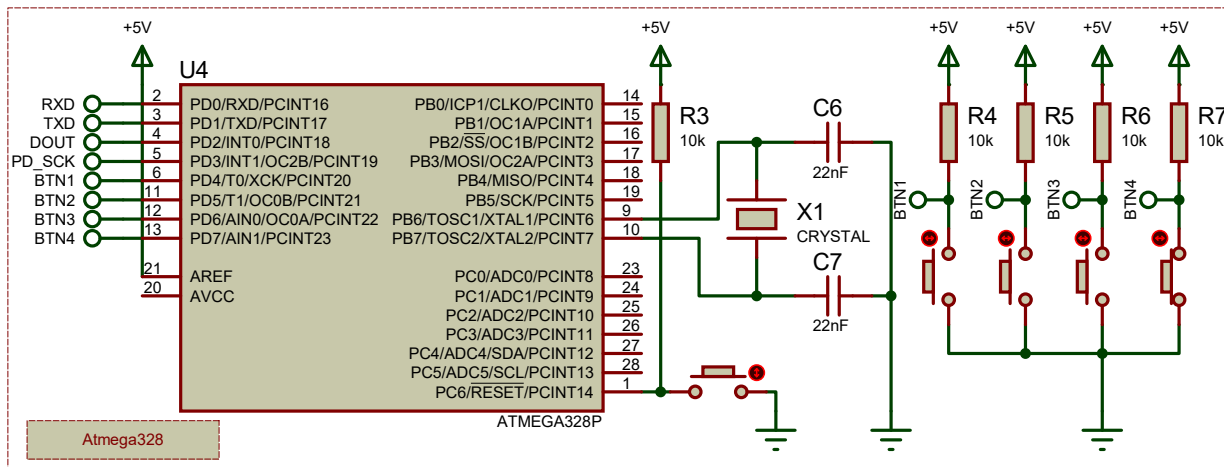 +5V
+5V
+5V
+5V
+5V
+5V
U4
RXD
TXD
DOUT
PD_SCK
BTN1
BTN2
BTN3
BTN4
2
3
4
5
6
11
12
13
21
20
PD0/RXD/PCINT16
PD1/TXD/PCINT17
PD2/INT0/PCINT18
PD3/INT1/OC2B/PCINT19
PD4/T0/XCK/PCINT20
PD5/T1/OC0B/PCINT21
PD6/AIN0/OC0A/PCINT22
PD7/AIN1/PCINT23
AREF
AVCC
PB0/ICP1/CLKO/PCINT0
PB1/OC1A/PCINT1
PB2/SS/OC1B/PCINT2
PB3/MOSI/OC2A/PCINT3
PB4/MISO/PCINT4
PB5/SCK/PCINT5
PB6/TOSC1/XTAL1/PCINT6
PB7/TOSC2/XTAL2/PCINT7
PC0/ADC0/PCINT8
PC1/ADC1/PCINT9
PC2/ADC2/PCINT10
PC3/ADC3/PCINT11
PC4/ADC4/SDA/PCINT12
PC5/ADC5/SCL/PCINT13
PC6/RESET/PCINT14
14
15
16
17
18
19
9
10
23
24
25
26
27
28
1
ATMEGA328P
R3
10k
C6
22nF
X1
CRYSTAL
C7
22nF
R4
10k
R5
10k
R6
10k
R7
10k
BTN1
BTN2
BTN3
BTN4
Atmega328